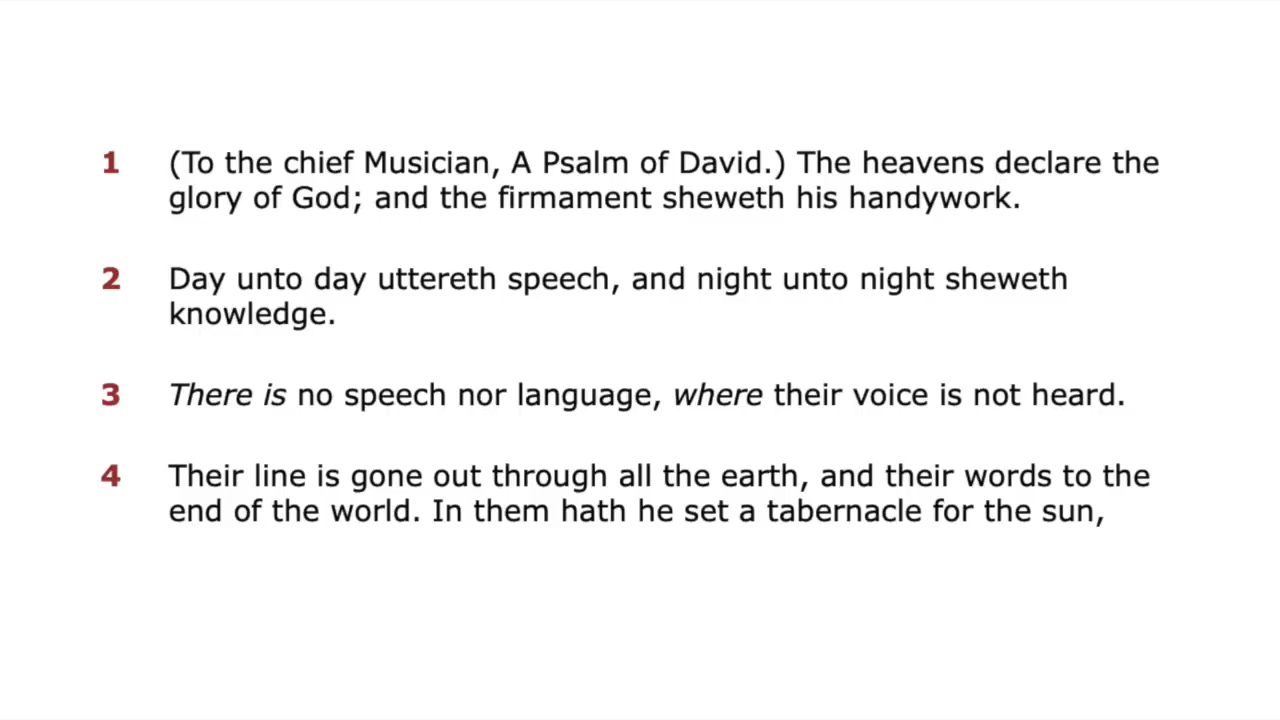 1 (To the chief Musician, A Psalm of David.) The heavens declare the
glory of God; and the firmament sheweth his handywork.
2 Day unto day uttereth speech, and night unto night sheweth
knowledge.
3 There is no speech nor language, where their voice is not heard.
4 Their line is gone out through all the earth, and their words to the
end of the world. In them hath he set a tabernacle for the sun,